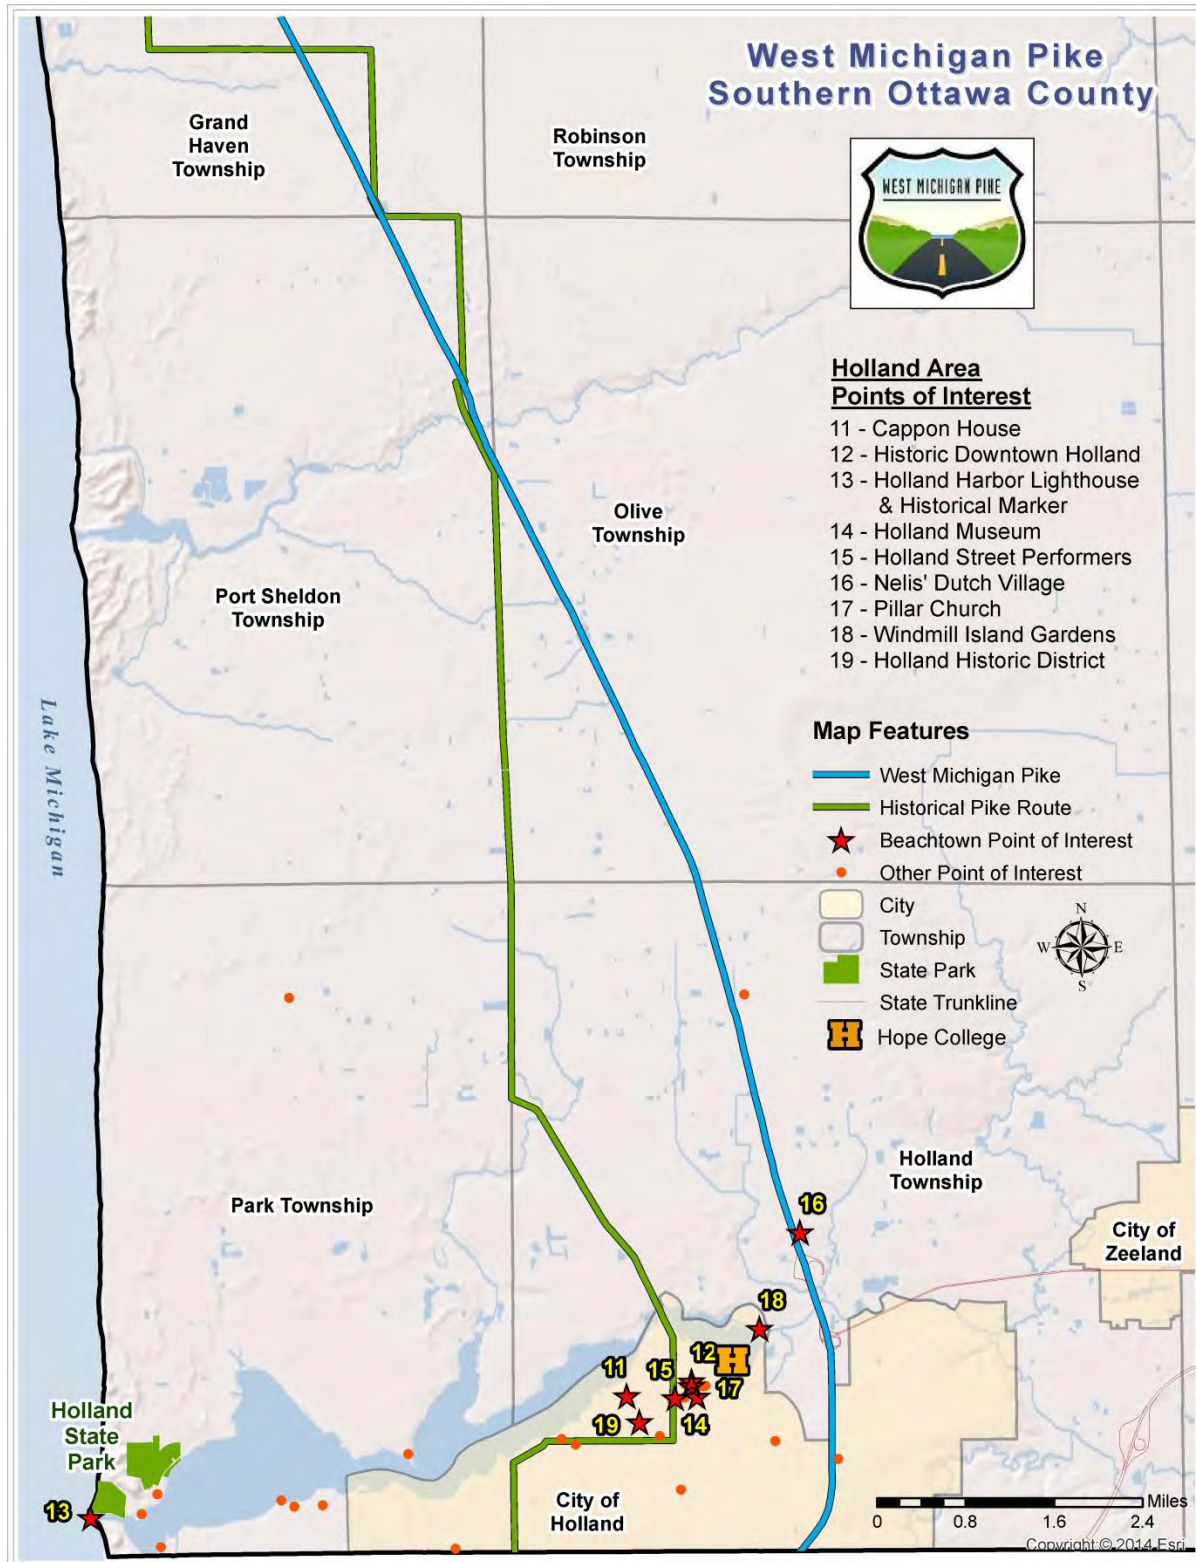 West Michigan Pike
Southern Ottawa County
WEST MICHIGAN PIKE
Grand
Haven
Township
Robinson
Township
Holland Area
Points of Interest
11 - Cappon House
12 - Historic Downtown Holland
13 - Holland Harbor Lighthouse
& Historical Marker
14 - Holland Museum
15 - Holland Street Performers
16 - Nelis' Dutch Village
17 - Pillar Church
18 - Windmill Island Gardens
19 - Holland Historic District
Olive
Township
Port Sheldon
Township
Lake Michigan
Map Features
West Michigan Pike
Historical Pike Route
Beachtown Point of Interest
Other Point of Interest
City
Township
State Park
State Trunkline
H Hope College
N
W E
S
Holland
Township
Park Township
City of
Zeeland
16
18
12
H
11
15
17
19
14
Holland
State
Park
13
City of
Holland
Miles
0 0.8 1.6 2.4
Copyright:© 2014 Esri